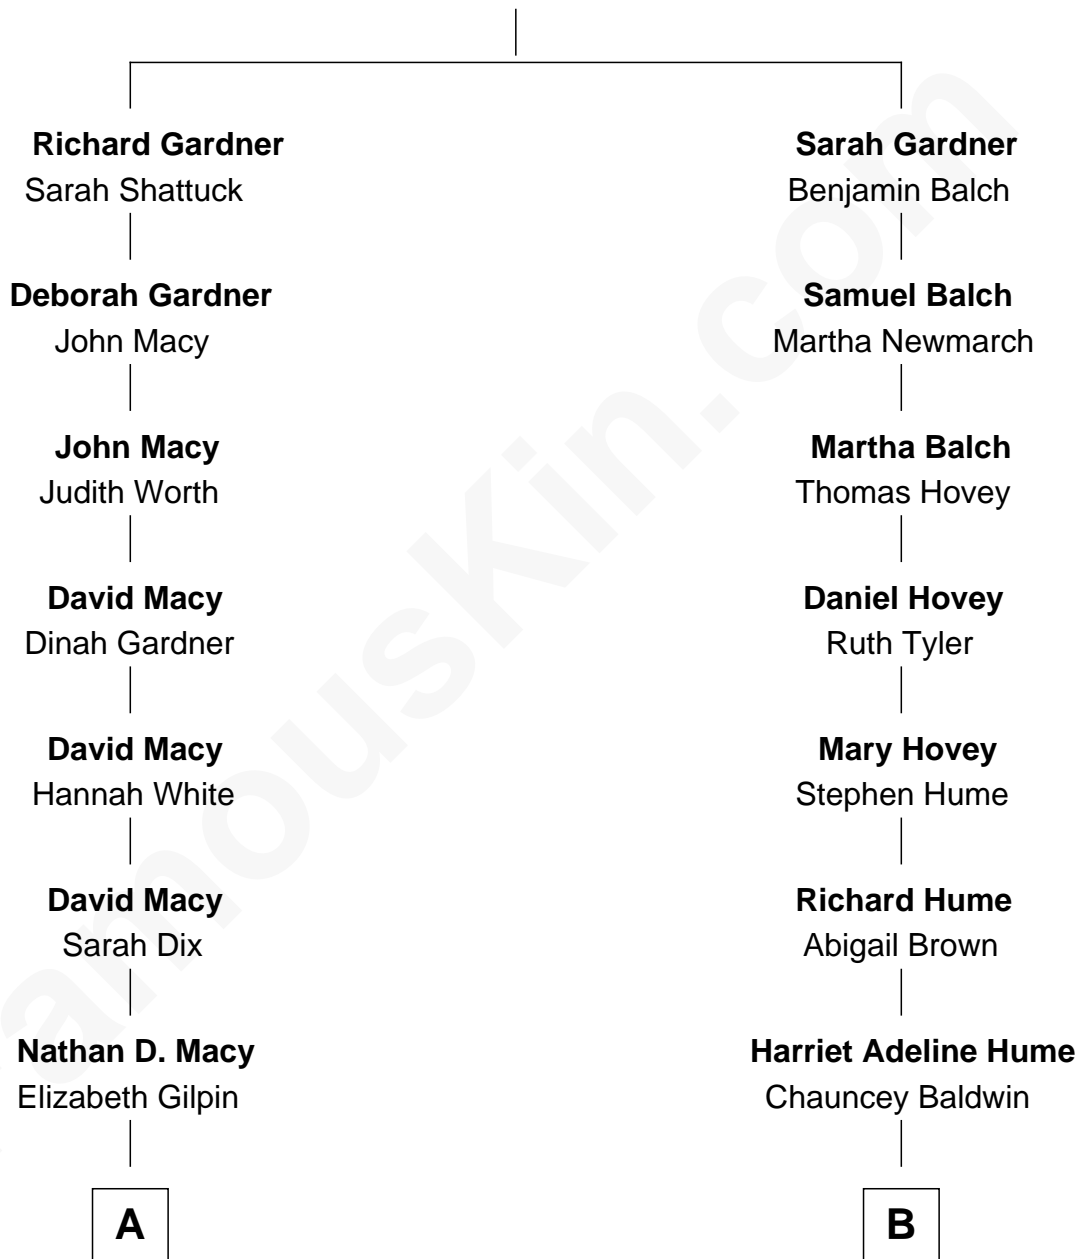 Richard Gardner
Sarah Shattuck
Deborah Gardner
John Macy
John Macy
Judith Worth
David Macy
Dinah Gardner
David Macy
Hannah White
David Macy
Sarah Dix
Nathan D. Macy
Elizabeth Gilpin
A
Sarah Gardner
Benjamin Balch
Samuel Balch
Martha Newmarch
Martha Balch
Thomas Hovey
Daniel Hovey
Ruth Tyler
Mary Hovey
Stephen Hume
Richard Hume
Abigail Brown
Harriet Adeline Hume
Chauncey Baldwin
B
amousKin.com